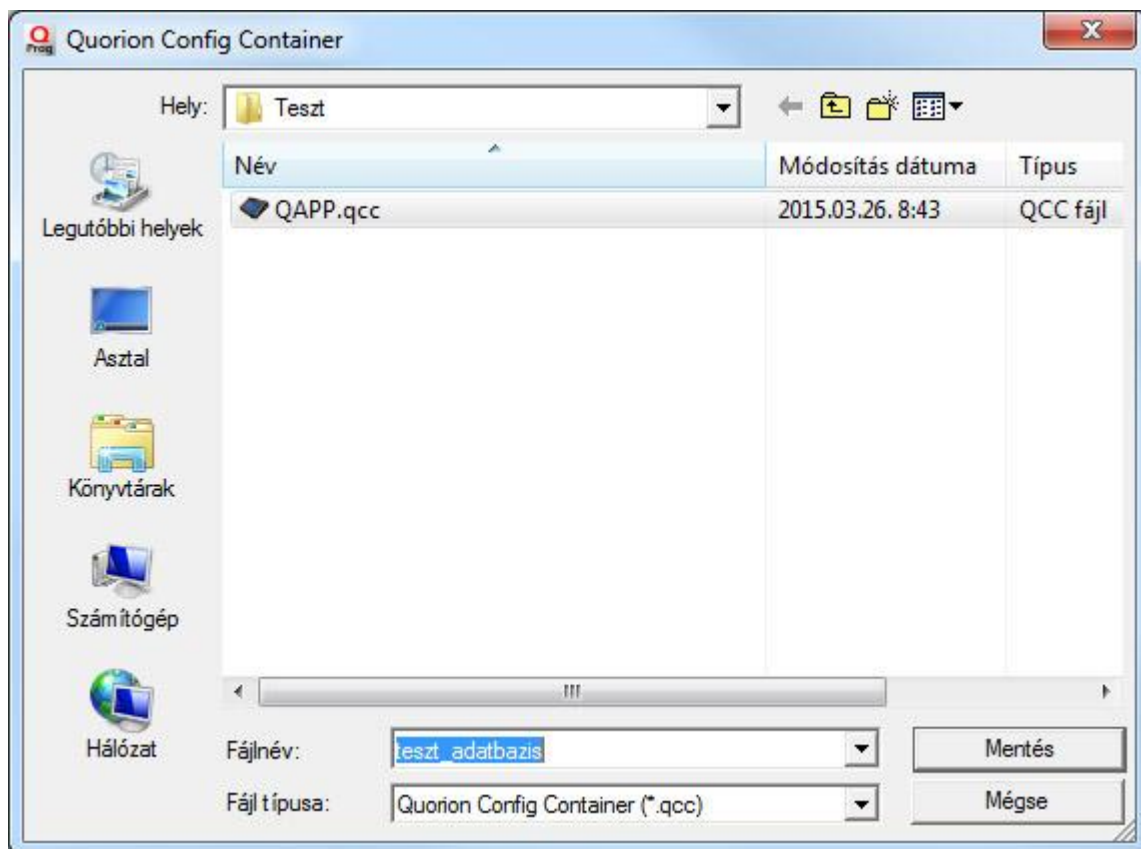 Q
Prog
Quorion Config Container
Hely:
Teszt
Név
Módosítás dátuma
Típus
QAPP.qcc
2015.03.26. 8:43
QCC fájl
Legutóbbi helyek
Asztal
Könyvtárak
Számítógép
Hálózat
Fájlnév:
teszt_adatbazis
Mentés
Fájl típusa:
Quorion Config Container (*.qcc)
Mégse